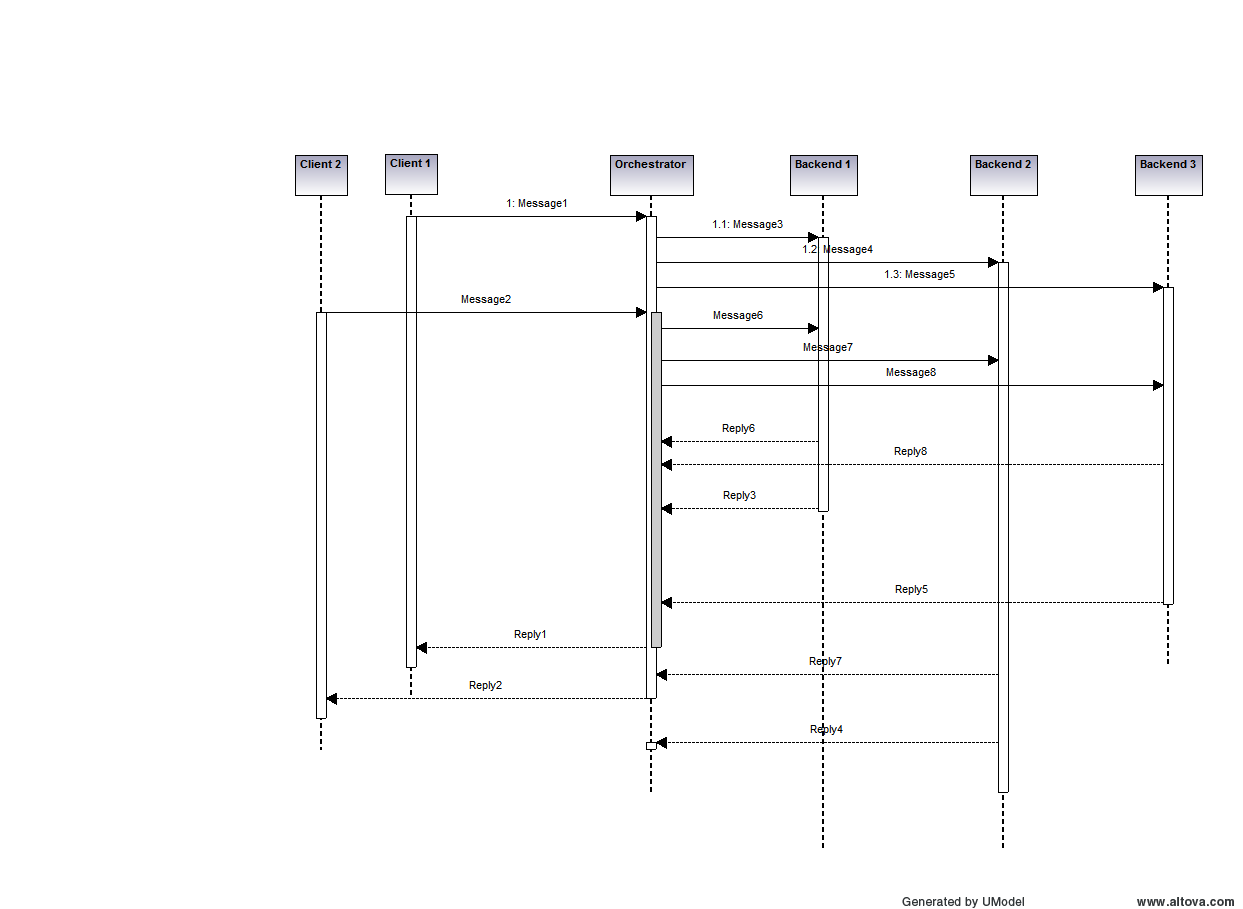 Client 2
Client 1
Orchestrator
Backend 1
Backend 2
Backend 3
1: Message1
1.1: Message3
1.2: Message4
1.3: Message5
Message2
Message6
Message7
Message8
Reply6
Reply8
Reply3
Reply5
Reply1
Reply7
Reply2
Reply4
Generated by UModel
www.altova.com